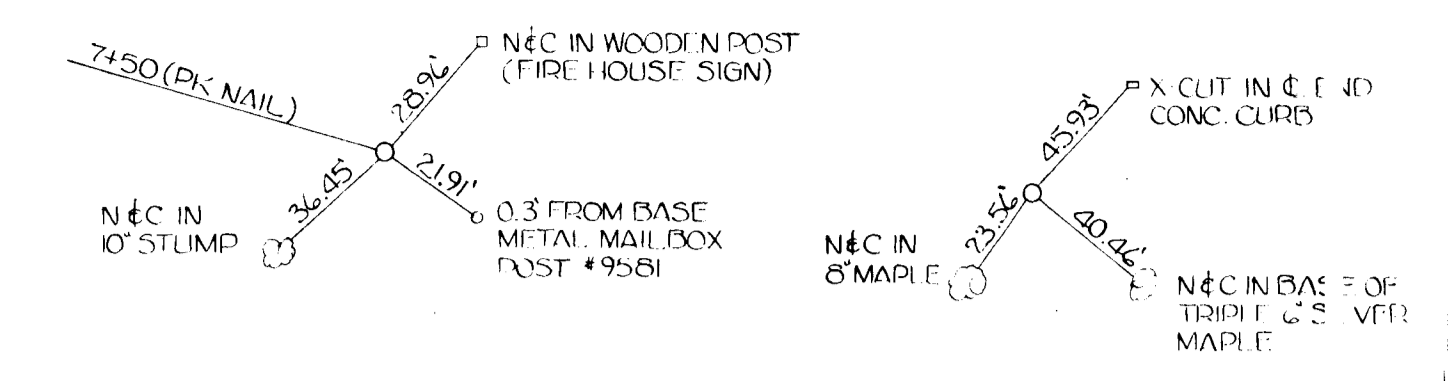 7+50 (PK NAIL)
28.96'
N&C IN WOODEN POST
(FIRE HOUSE SIGN)
36.45'
21.91'
N&C IN
10" STUMP
0.3' FROM BASE
METAL MAILBOX
POST #9581
45.93'
X-CUT IN ℄ END
CONC. CURB
23.56'
40.46'
N&C IN
8" MAPLE
N&C IN BASE OF
TRIPLE 6" SILVER
MAPLE